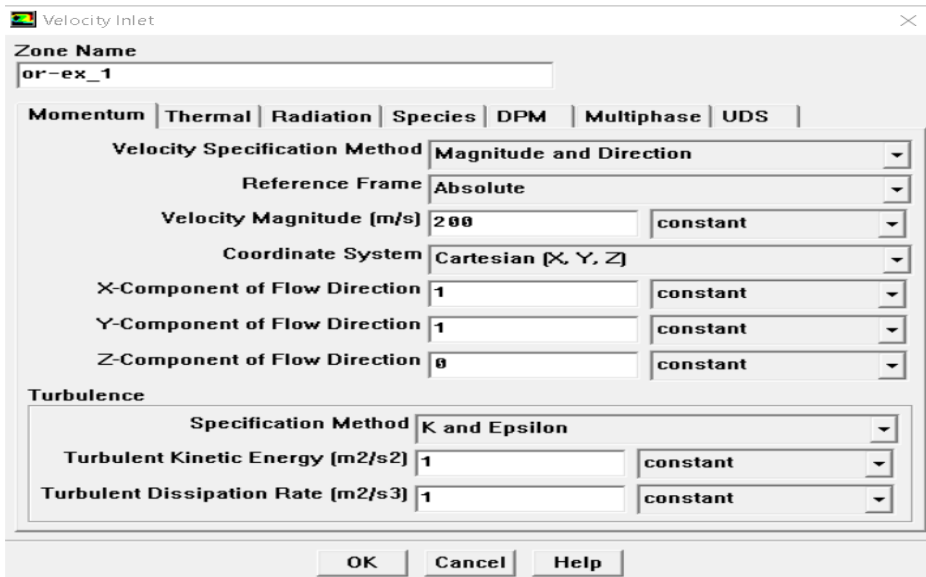 Velocity Inlet
Zone Name
or-ex_1
Momentum Thermal Radiation Species DPM Multiphase UDS
Velocity Specification Method Magnitude and Direction
Reference Frame Absolute
Velocity Magnitude (m/s) 200 constant
Coordinate System Cartesian (X, Y, Z)
X-Component of Flow Direction 1 constant
Y-Component of Flow Direction 1 constant
Z-Component of Flow Direction 0 constant
Turbulence
Specification Method K and Epsilon
Turbulent Kinetic Energy (m2/s2) 1 constant
Turbulent Dissipation Rate (m2/s3) 1 constant
OK Cancel Help